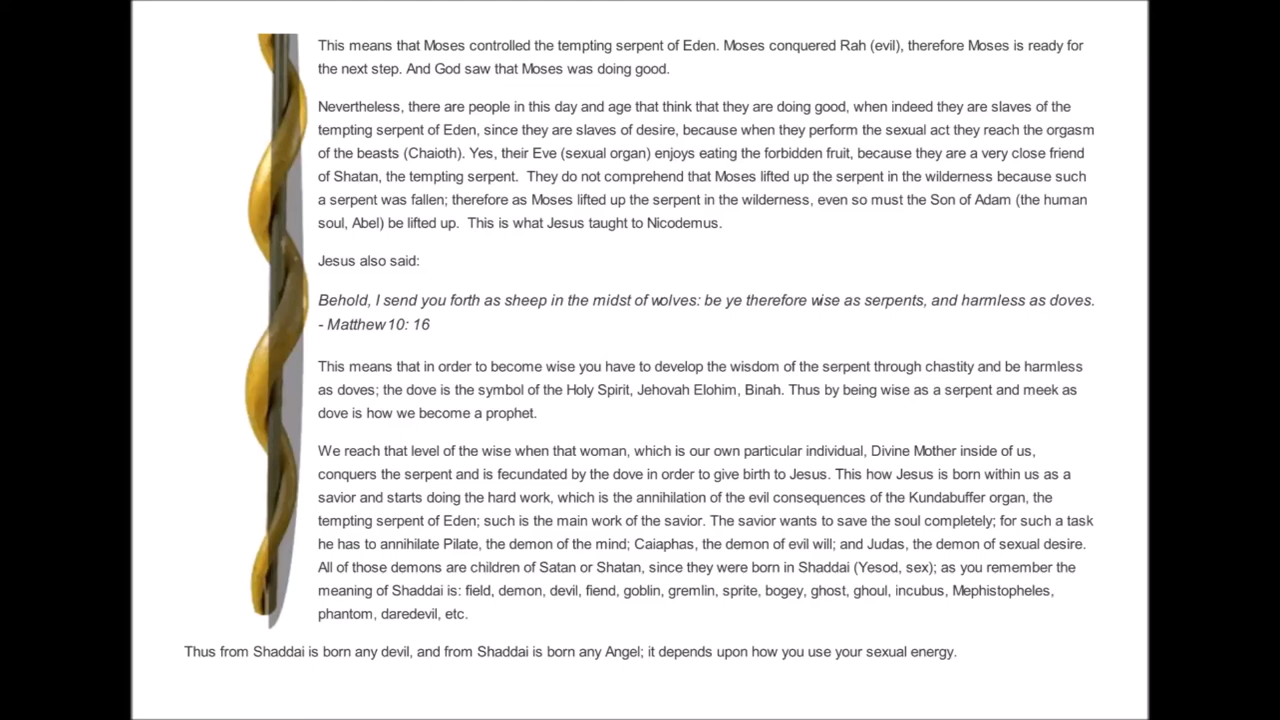 This means that Moses controlled the tempting serpent of Eden. Moses conquered Rah (evil), therefore Moses is ready for
the next step. And God saw that Moses was doing good.
Nevertheless, there are people in this day and age that think that they are doing good, when indeed they are slaves of the
tempting serpent of Eden, since they are slaves of desire, because when they perform the sexual act they reach the orgasm
of the beasts (Chaioth). Yes, their Eve (sexual organ) enjoys eating the forbidden fruit, because they are a very close friend
of Shatan, the tempting serpent. They do not comprehend that Moses lifted up the serpent in the wilderness because such
a serpent was fallen; therefore as Moses lifted up the serpent in the wilderness, even so must the Son of Adam (the human
soul, Abel) be lifted up. This is what Jesus taught to Nicodemus.
Jesus also said:
Behold, I send you forth as sheep in the midst of wolves: be ye therefore wise as serpents, and harmless as doves.
- Matthew 10: 16
This means that in order to become wise you have to develop the wisdom of the serpent through chastity and be harmless
as doves; the dove is the symbol of the Holy Spirit, Jehovah Elohim, Binah. Thus by being wise as a serpent and meek as
dove is how we become a prophet.
We reach that level of the wise when that woman, which is our own particular individual, Divine Mother inside of us,
conquers the serpent and is fecundated by the dove in order to give birth to Jesus. This how Jesus is born within us as a
savior and starts doing the hard work, which is the annihilation of the evil consequences of the Kundabuffer organ, the
tempting serpent of Eden; such is the main work of the savior. The savior wants to save the soul completely; for such a task
he has to annihilate Pilate, the demon of the mind; Caiaphas, the demon of evil will; and Judas, the demon of sexual desire.
All of those demons are children of Satan or Shatan, since they were born in Shaddai (Yesod, sex); as you remember the
meaning of Shaddai is: field, demon, devil, fiend, goblin, gremlin, sprite, bogey, ghost, ghoul, incubus, Mephistopheles,
phantom, daredevil, etc.
Thus from Shaddai is born any devil, and from Shaddai is born any Angel; it depends upon how you use your sexual energy.